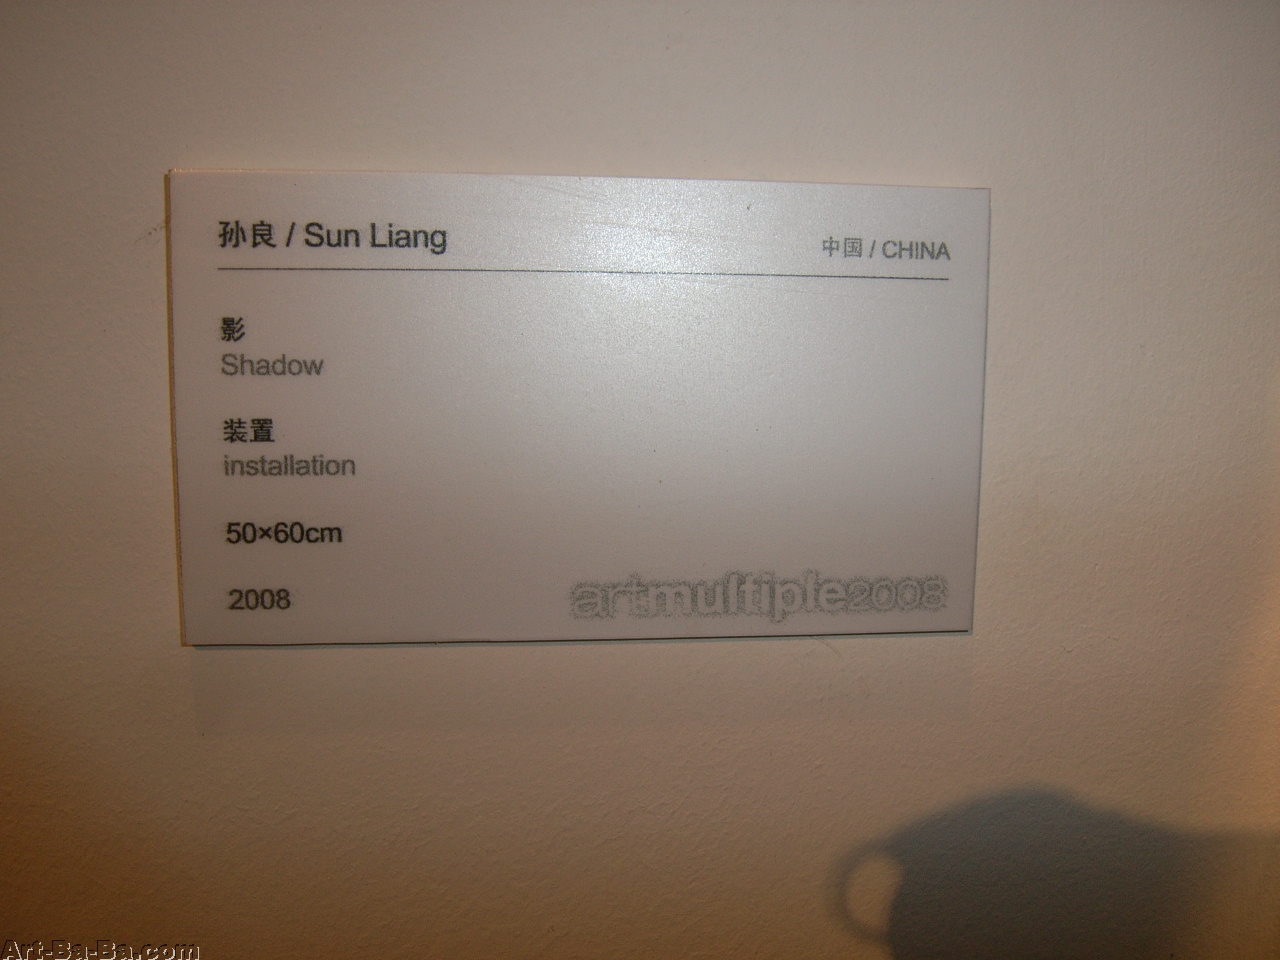 孙良 / Sun Liang
中国 / CHINA
影
Shadow
装置
installation
50×60cm
2008
artmultiple2008
Art-Ba-Ba.com